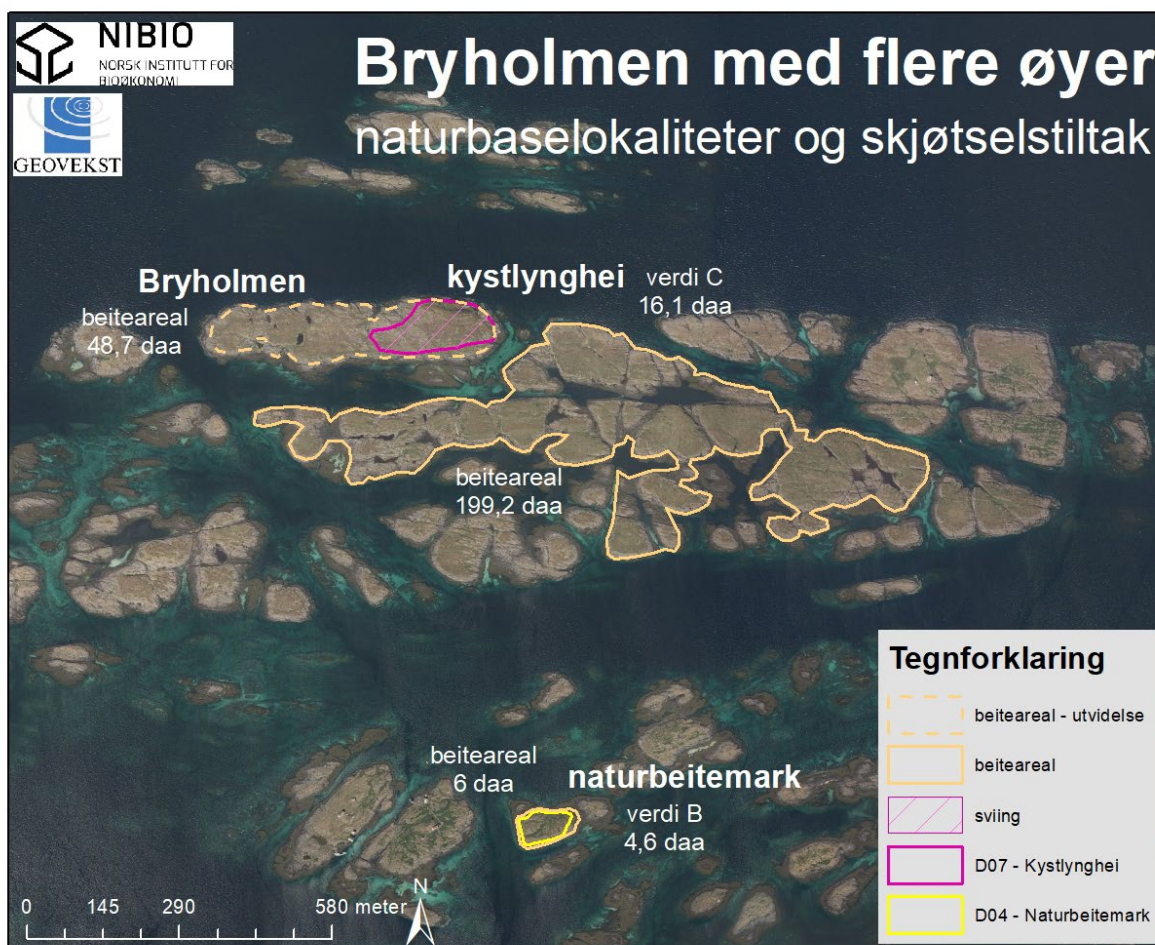 NIBIO
NORSK INSTITUTT FOR
BIOØKONOMI
GEOVEKST
Bryholmen med flere øyer
naturbaselokaliteter og skjøtselstiltak
Bryholmen
beiteareal
48,7 daa
kystlynghei
verdi C
16,1 daa
beiteareal
199,2 daa
beiteareal
6 daa
naturbeitemark
verdi B
4,6 daa
Tegnforklaring
beiteareal - utvidelse
beiteareal
sviing
D07 - Kystlynghei
D04 - Naturbeitemark
0 145 290 580 meter
N